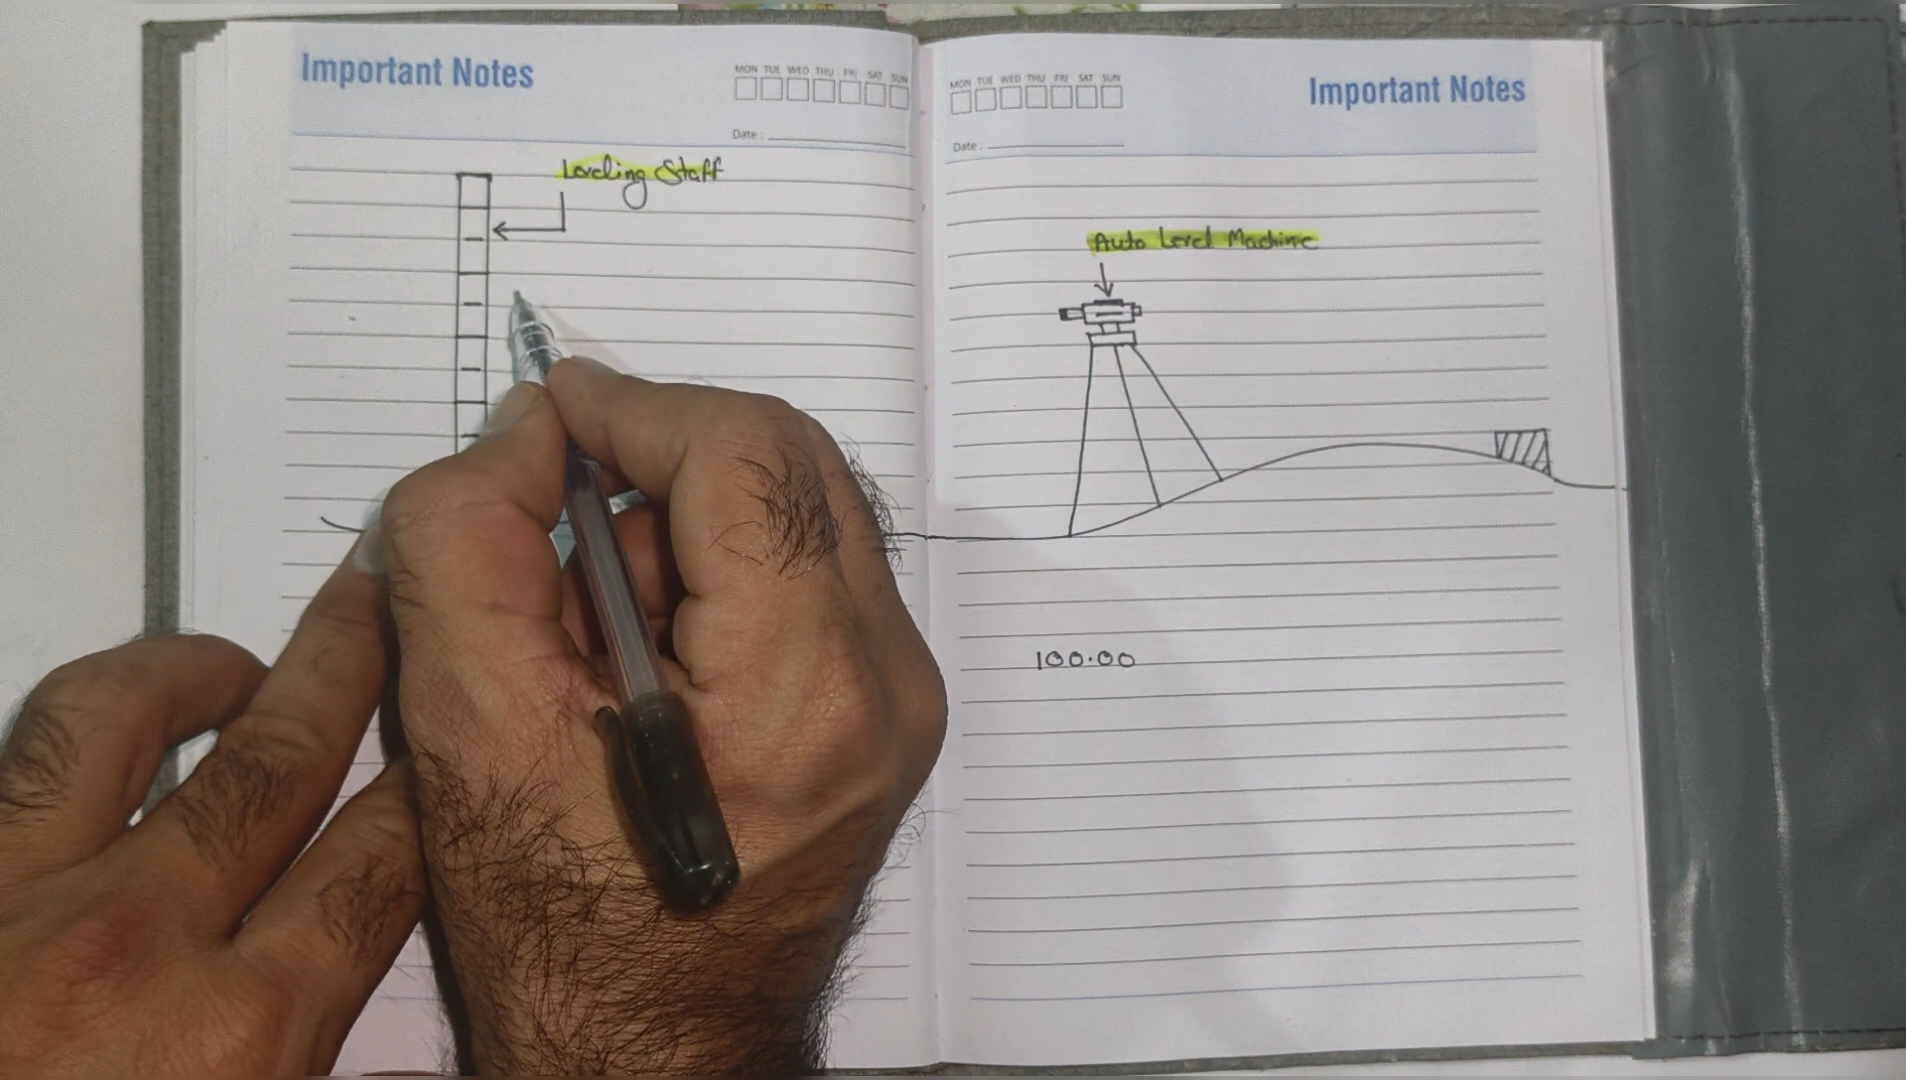 Important Notes
MON TUE WED THU FRI SAT SUN
Date :
Leveling Staff
Important Notes
MON TUE WED THU FRI SAT SUN
Date :
Auto Level Machine
100.00